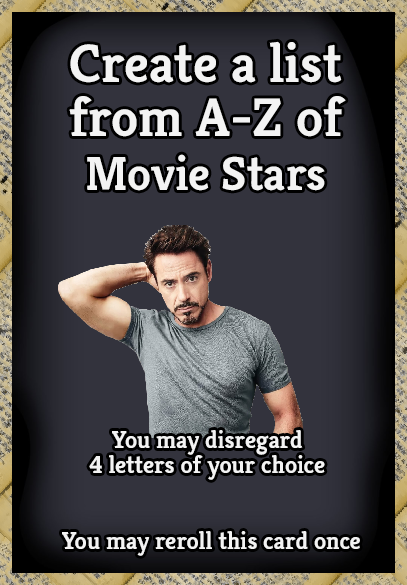 Create a list
from A-Z of
Movie Stars
You may disregard
4 letters of your choice
You may reroll this card once